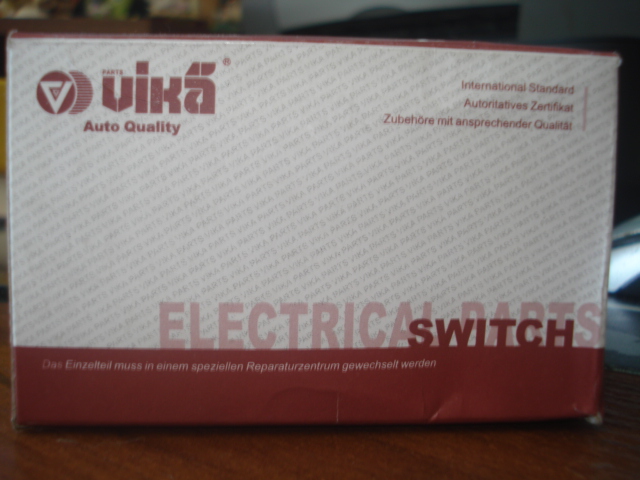 PARTS
vikä®
Auto Quality
International Standard
Autoritatives Zertifikat
Zubehöre mit ansprechender Qualität
ELECTRICAL PARTS
SWITCH
Das Einzelteil muss in einem speziellen Reparaturzentrum gewechselt werden